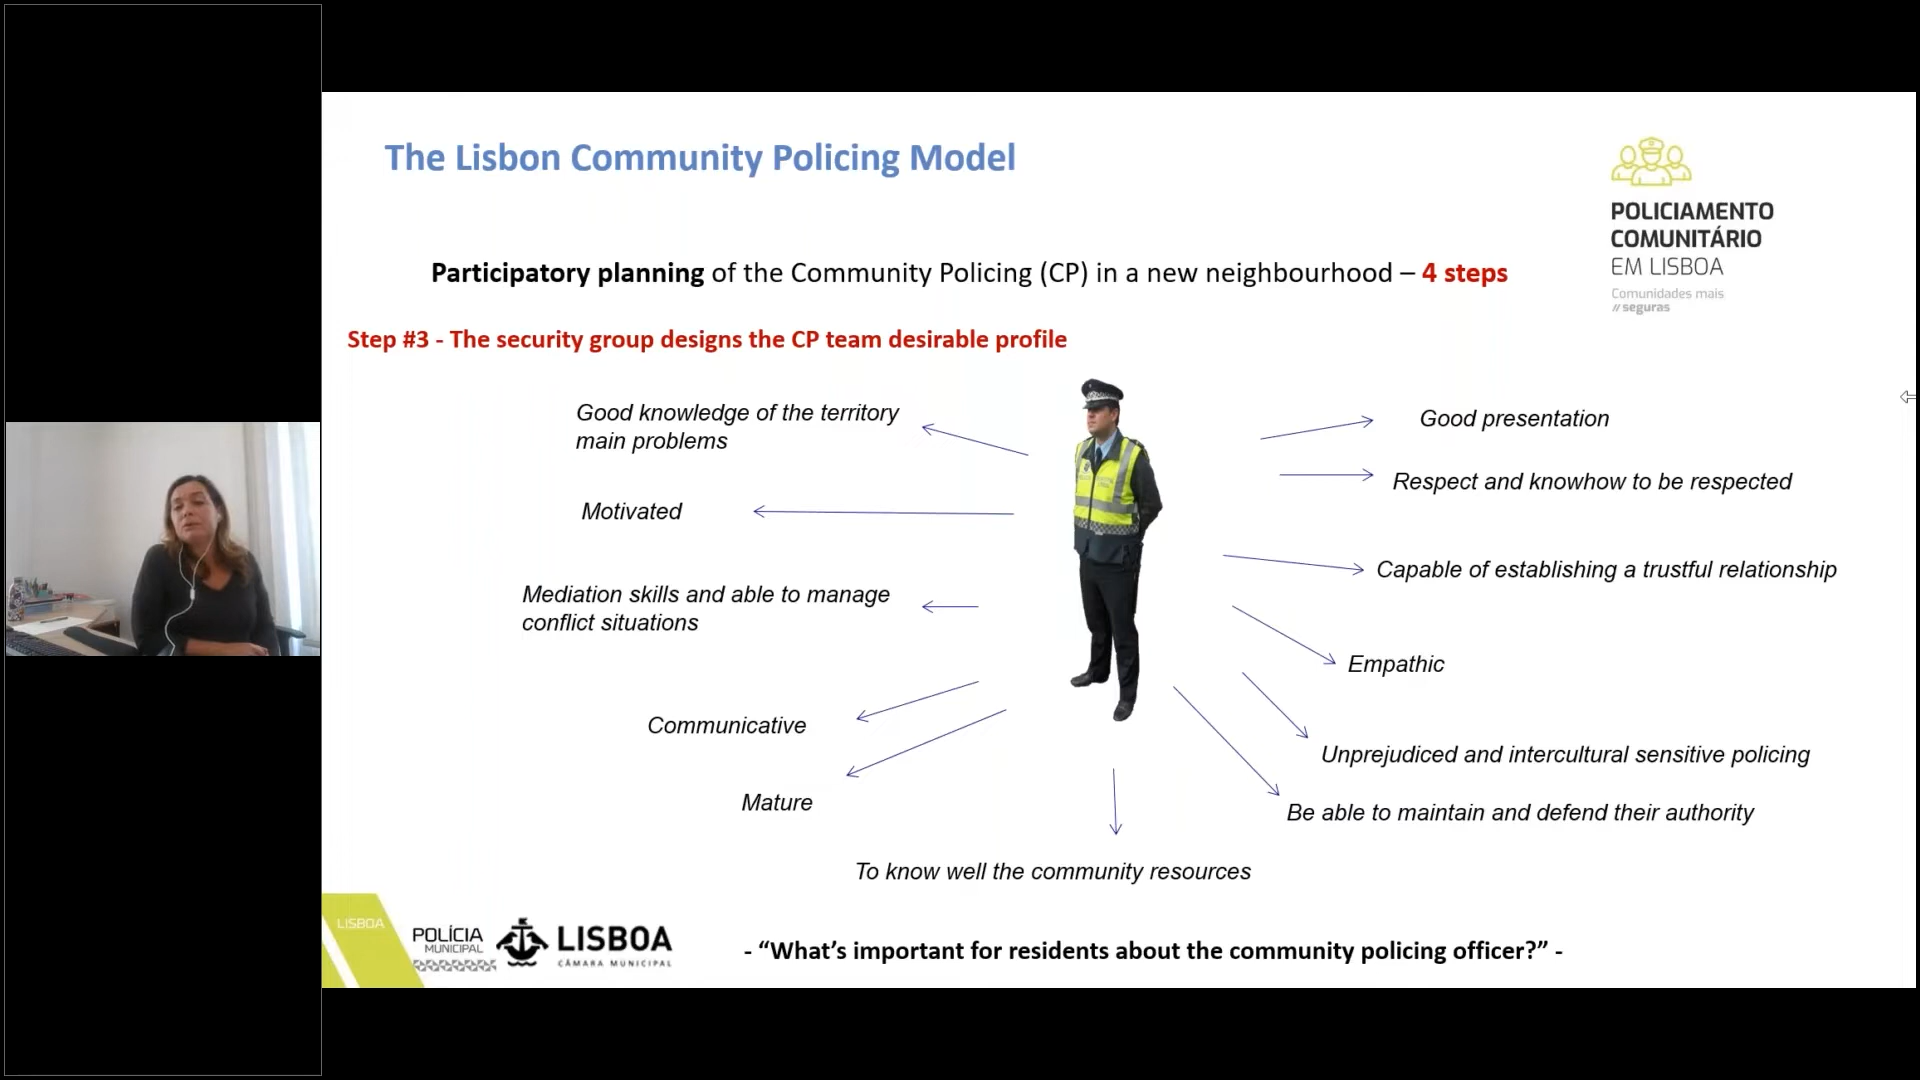 The Lisbon Community Policing Model
POLICIAMENTO
COMUNITÁRIO
EM LISBOA
Comunidades mais
//seguras
Participatory planning of the Community Policing (CP) in a new neighbourhood – 4 steps
Step #3 - The security group designs the CP team desirable profile
Good knowledge of the territory
main problems
Motivated
Mediation skills and able to manage
conflict situations
Communicative
Mature
To know well the community resources
Good presentation
Respect and knowhow to be respected
Capable of establishing a trustful relationship
Empathic
Unprejudiced and intercultural sensitive policing
Be able to maintain and defend their authority
LISBOA
POLÍCIA
MUNICIPAL
LISBOA
CÂMARA MUNICIPAL
- “What’s important for residents about the community policing officer?” -